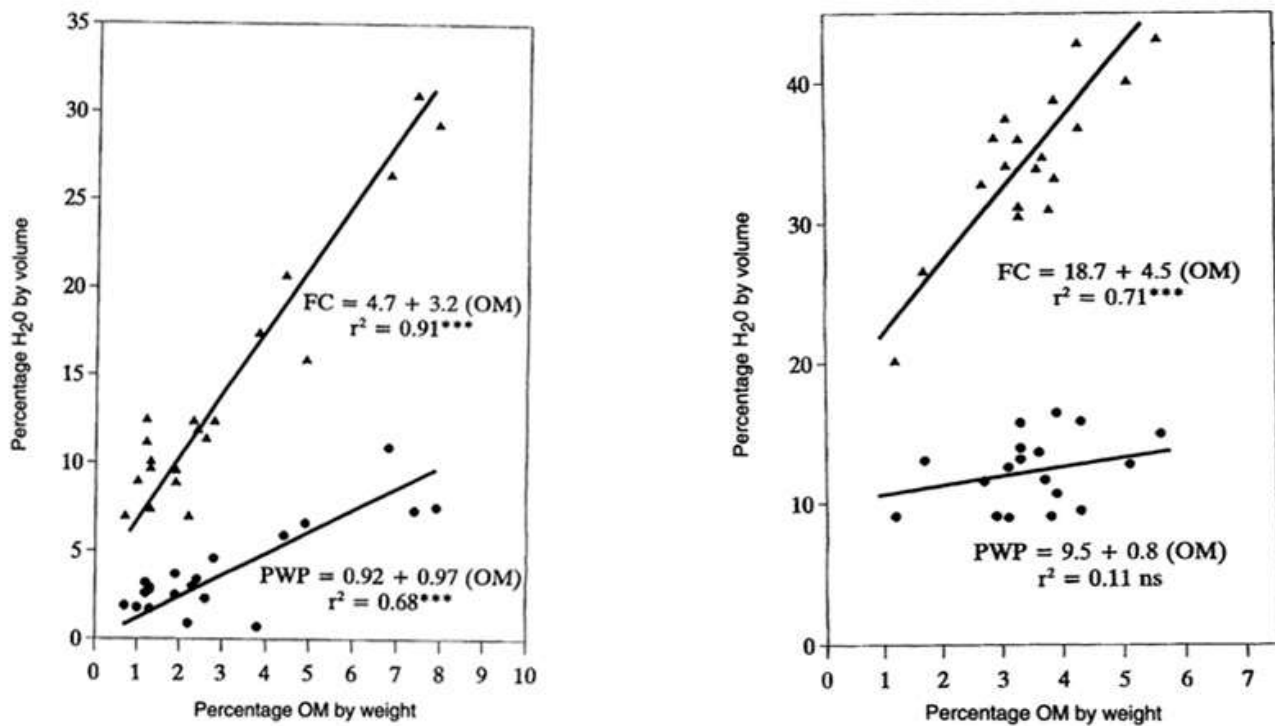 35
30
25
20
15
10
5
0
Percentage H₂0 by volume
FC = 4.7 + 3.2 (OM)
r² = 0.91***
PWP = 0.92 + 0.97 (OM)
r² = 0.68***
0 1 2 3 4 5 6 7 8 9 10
Percentage OM by weight
40
30
20
10
0
Percentage H₂0 by volume
FC = 18.7 + 4.5 (OM)
r² = 0.71***
PWP = 9.5 + 0.8 (OM)
r² = 0.11 ns
0 1 2 3 4 5 6 7
Percentage OM by weight